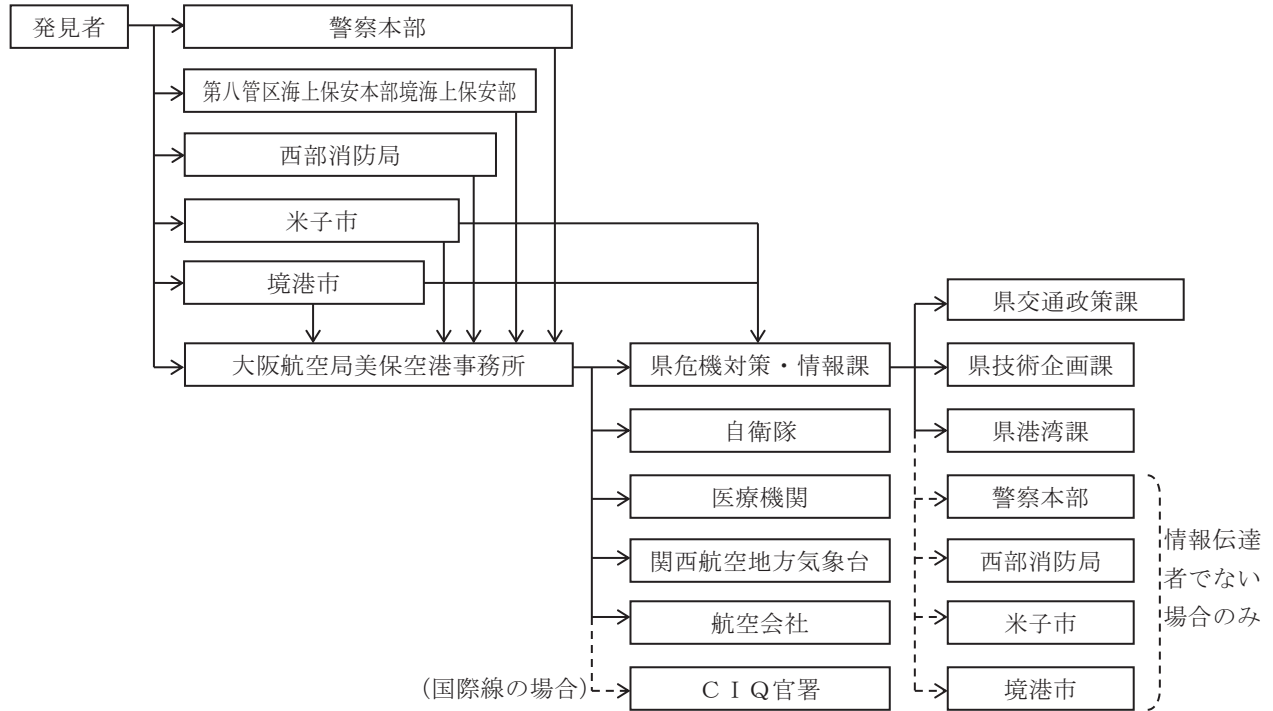 発見者
警察本部
第八管区海上保安本部境海上保安部
西部消防局
米子市
境港市
大阪航空局美保空港事務所
県危機対策・情報課
自衛隊
医療機関
関西航空地方気象台
航空会社
(国際線の場合)
ＣＩＱ官署
県交通政策課
県技術企画課
県港湾課
警察本部
西部消防局
米子市
境港市
情報伝達
者でない
場合のみ